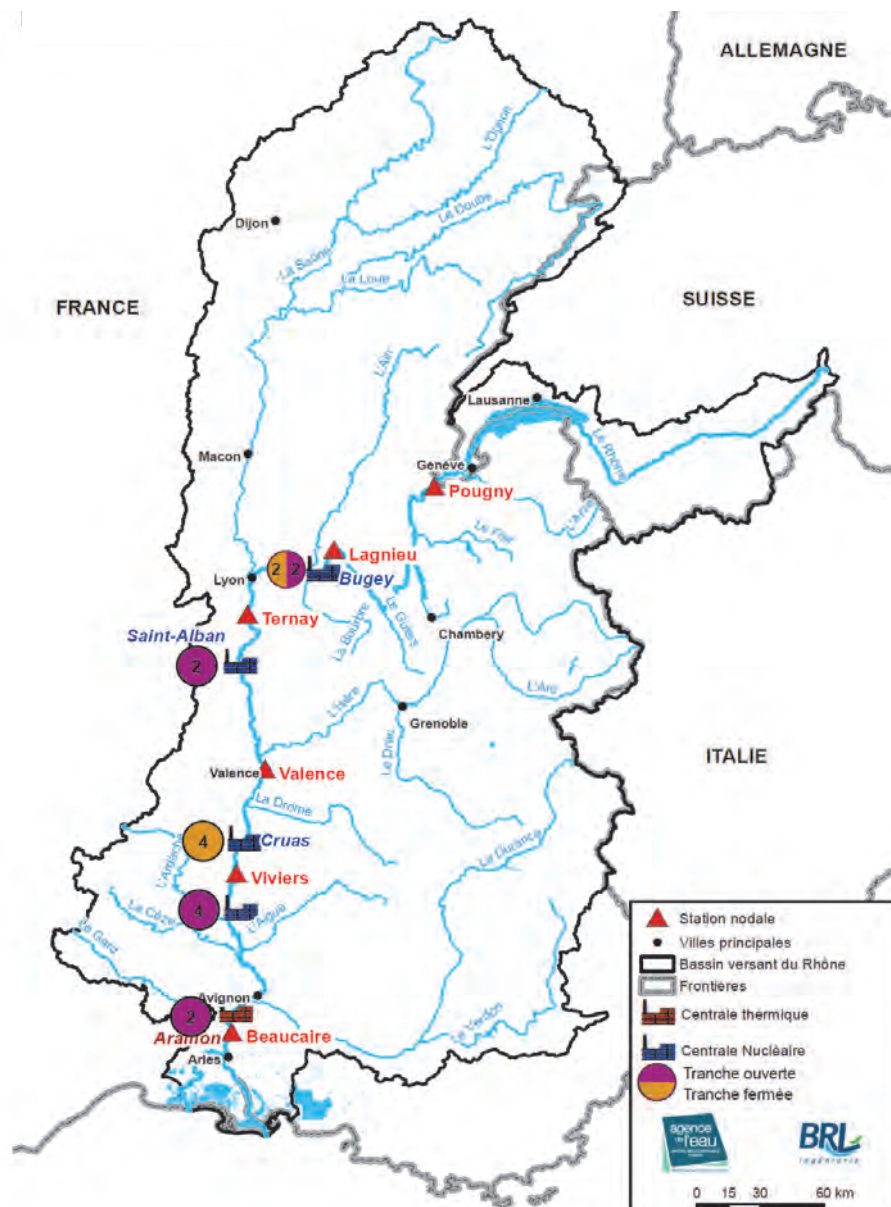 ALLEMAGNE
L'Ognon
Le Doubs
Dijon
La Saône
La Loue
FRANCE
SUISSE
L'Ain
Lausanne
Le Rhône
Macon
Genève
Pougny
L'Arve
Le Fier
Lagnieu
2 2
Bugey
Lyon
Ternay
La Bourbre
Le Guiers
Chambery
Saint-Alban
2
L'Isère
L'Arc
Grenoble
Le Drac
ITALIE
Valence
Valence
La Drôme
4
Cruas
L'Ardèche
La Durance
Viviers
4
La Cèze
L'Aigue
Le Gard
Avignon
2
Aramon
Beaucaire
Le Verdon
Arles
Station nodale
Villes principales
Bassin versant du Rhône
Frontières
Centrale thérmique
Centrale Nucléaire
Tranche ouverte
Tranche fermée
agence
de l'eau
BRL
ingénierie
0 15 30 60 km